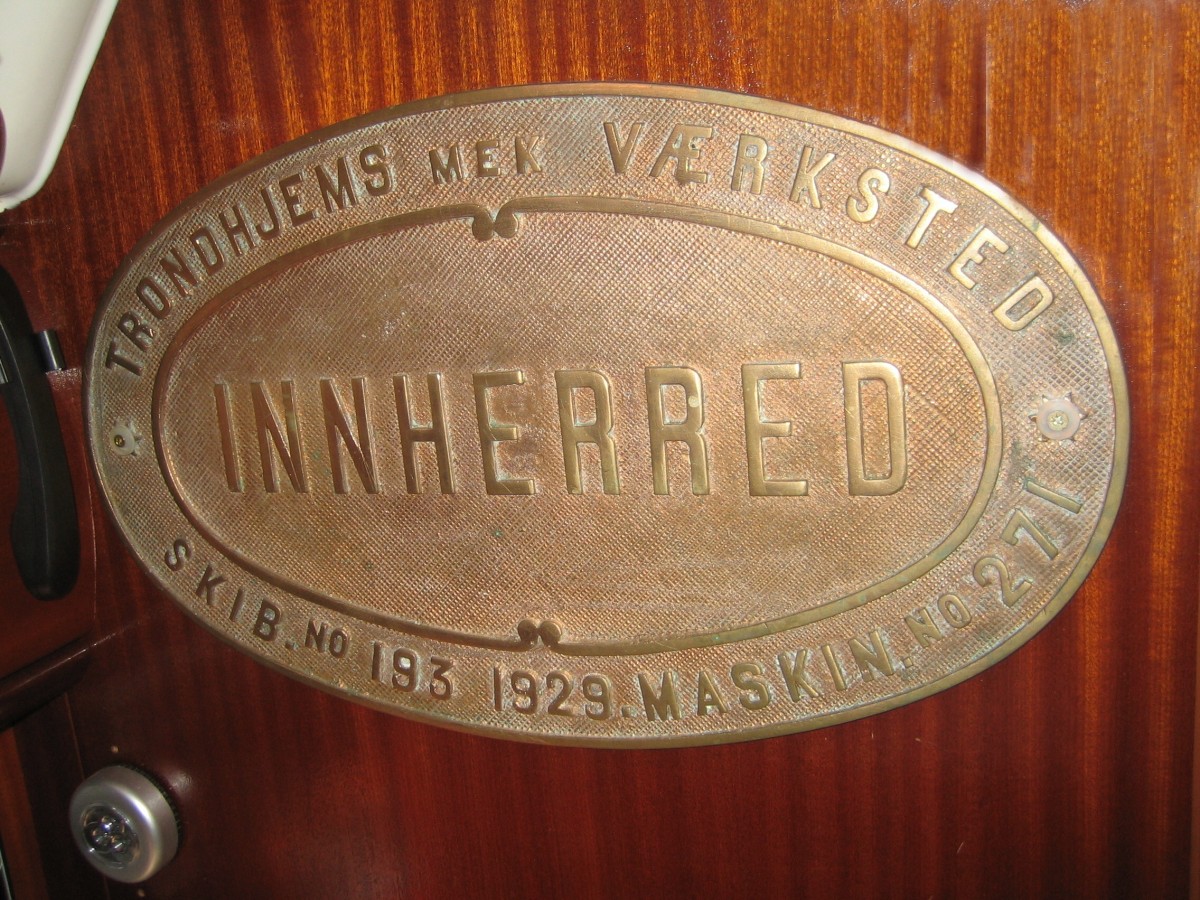 TRONDHJEMS MEK VÆRKSTED
INNHERRED
SKIB. NO 193 1929. MASKIN. NO 271